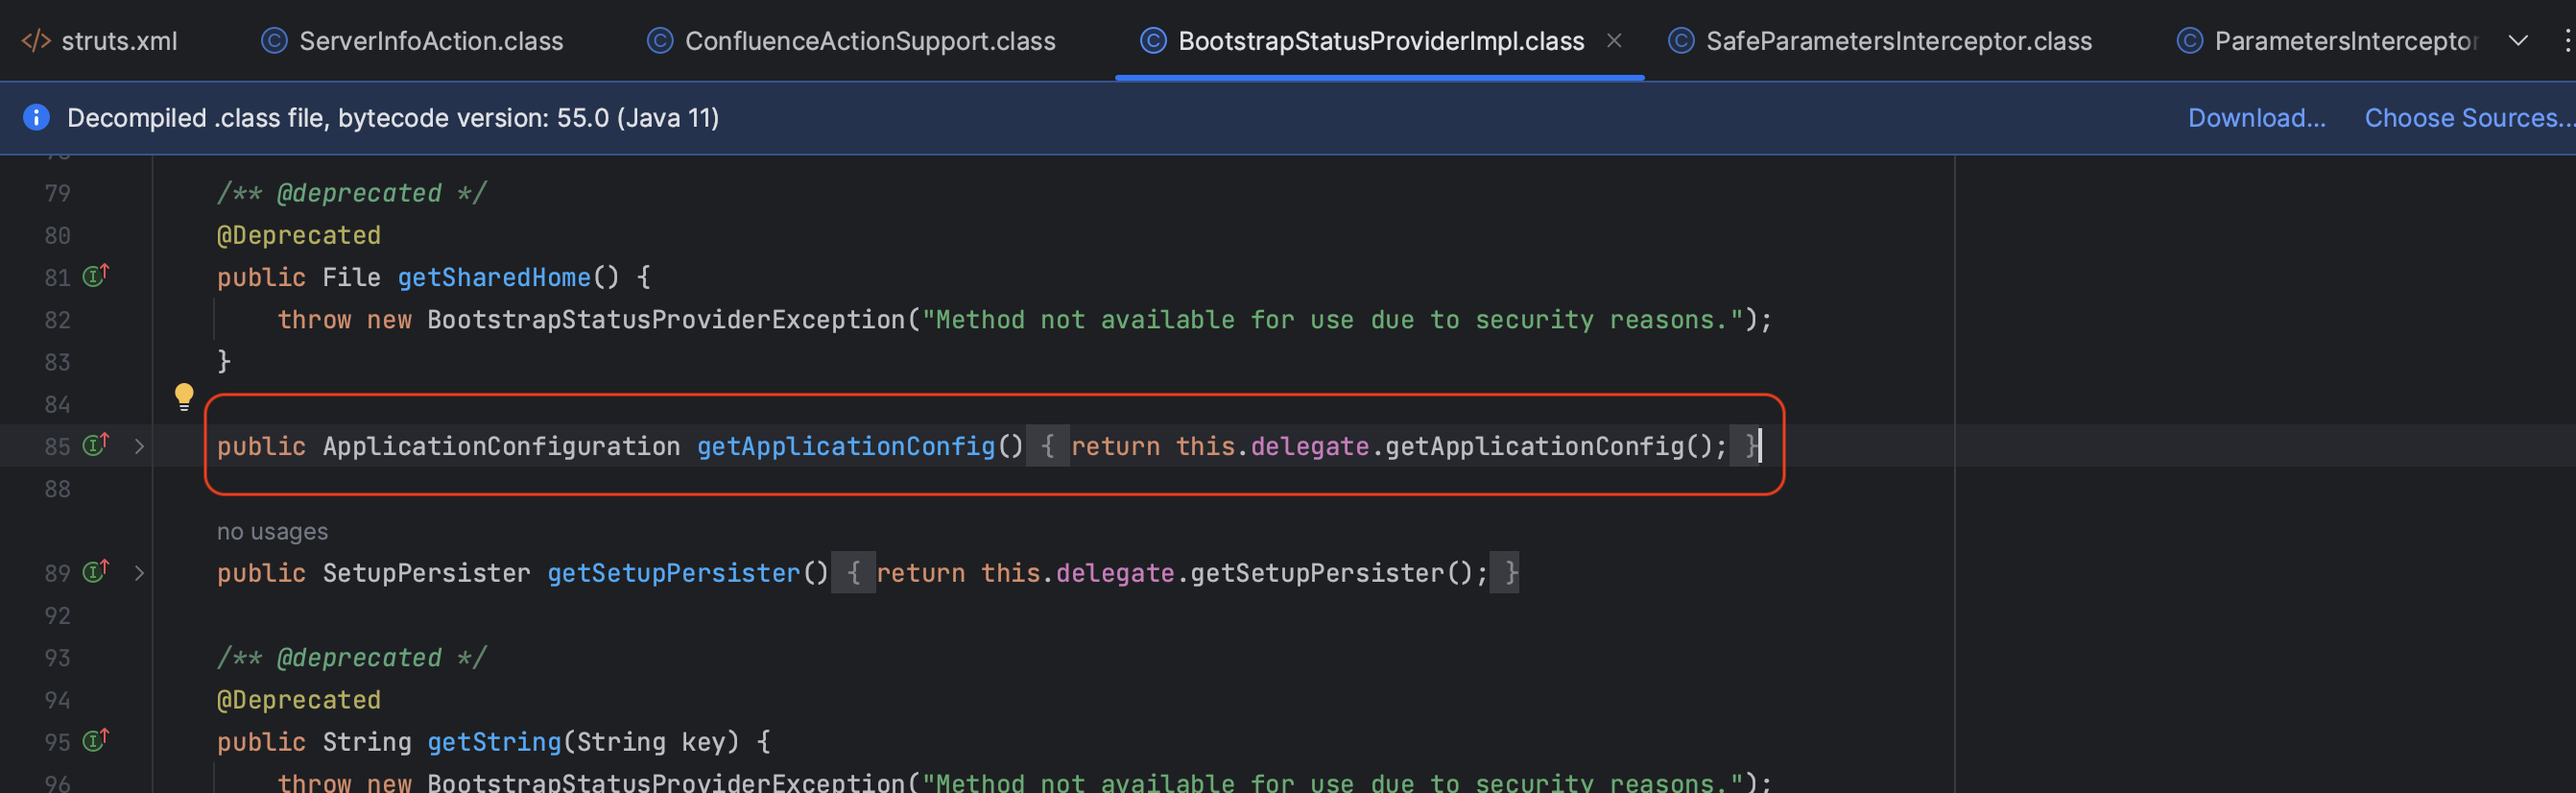 struts.xml ServerInfoAction.class ConfluenceActionSupport.class BootstrapStatusProviderImpl.class SafeParametersInterceptor.class ParametersInterceptor
Decompiled .class file, bytecode version: 55.0 (Java 11) Download... Choose Sources...
79 /** @deprecated */
80 @Deprecated
81 public File getSharedHome() {
82 throw new BootstrapStatusProviderException("Method not available for use due to security reasons.");
83 }
84
85 public ApplicationConfiguration getApplicationConfig() { return this.delegate.getApplicationConfig(); }
88
no usages
89 public SetupPersister getSetupPersister() { return this.delegate.getSetupPersister(); }
92
93 /** @deprecated */
94 @Deprecated
95 public String getString(String key) {
96 throw new BootstrapStatusProviderException("Method not available for use due to security reasons.");